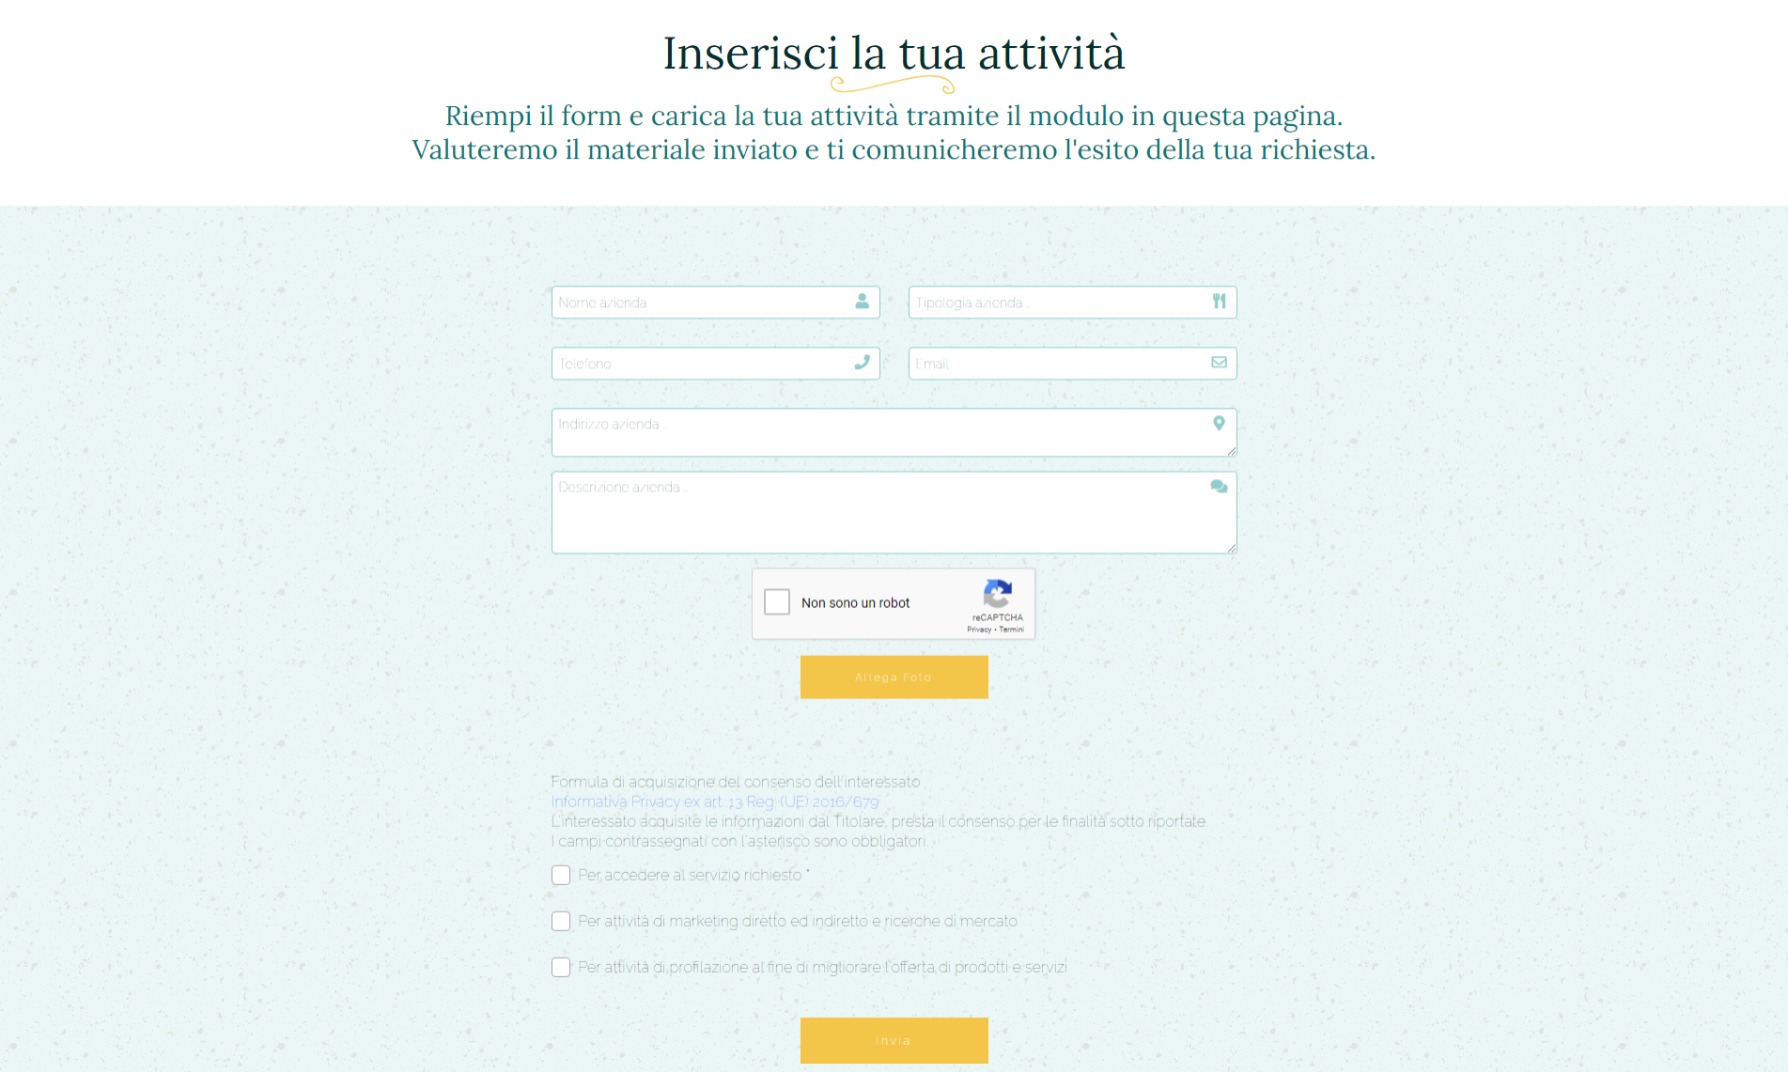 Inserisci la tua attività
Riempi il form e carica la tua attività tramite il modulo in questa pagina.
Valuteremo il materiale inviato e ti comunicheremo l'esito della tua richiesta.
Nome azienda
Tipologia azienda ..
Telefono
Email
Indirizzo azienda ..
Descrizione azienda ..
Non sono un robot
reCAPTCHA
Privacy - Termini
Allega Foto
Formula di acquisizione del consenso dell'interessato
Informativa Privacy ex art. 13 Reg. (UE) 2016/679
L'interessato acquisite le informazioni dal Titolare, presta il consenso per le finalità sotto riportate
I campi contrassegnati con l'asterisco sono obbligatori.
Per accedere al servizio richiesto *
Per attività di marketing diretto ed indiretto e ricerche di mercato
Per attività di profilazione al fine di migliorare l'offerta di prodotti e servizi
Invia